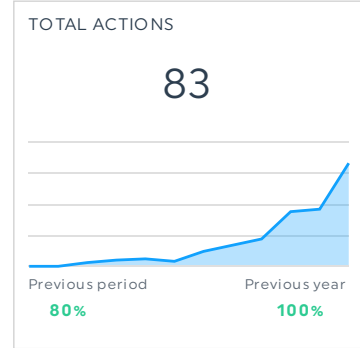 TOTAL ACTIONS
83
Previous period Previous year
80% 100%